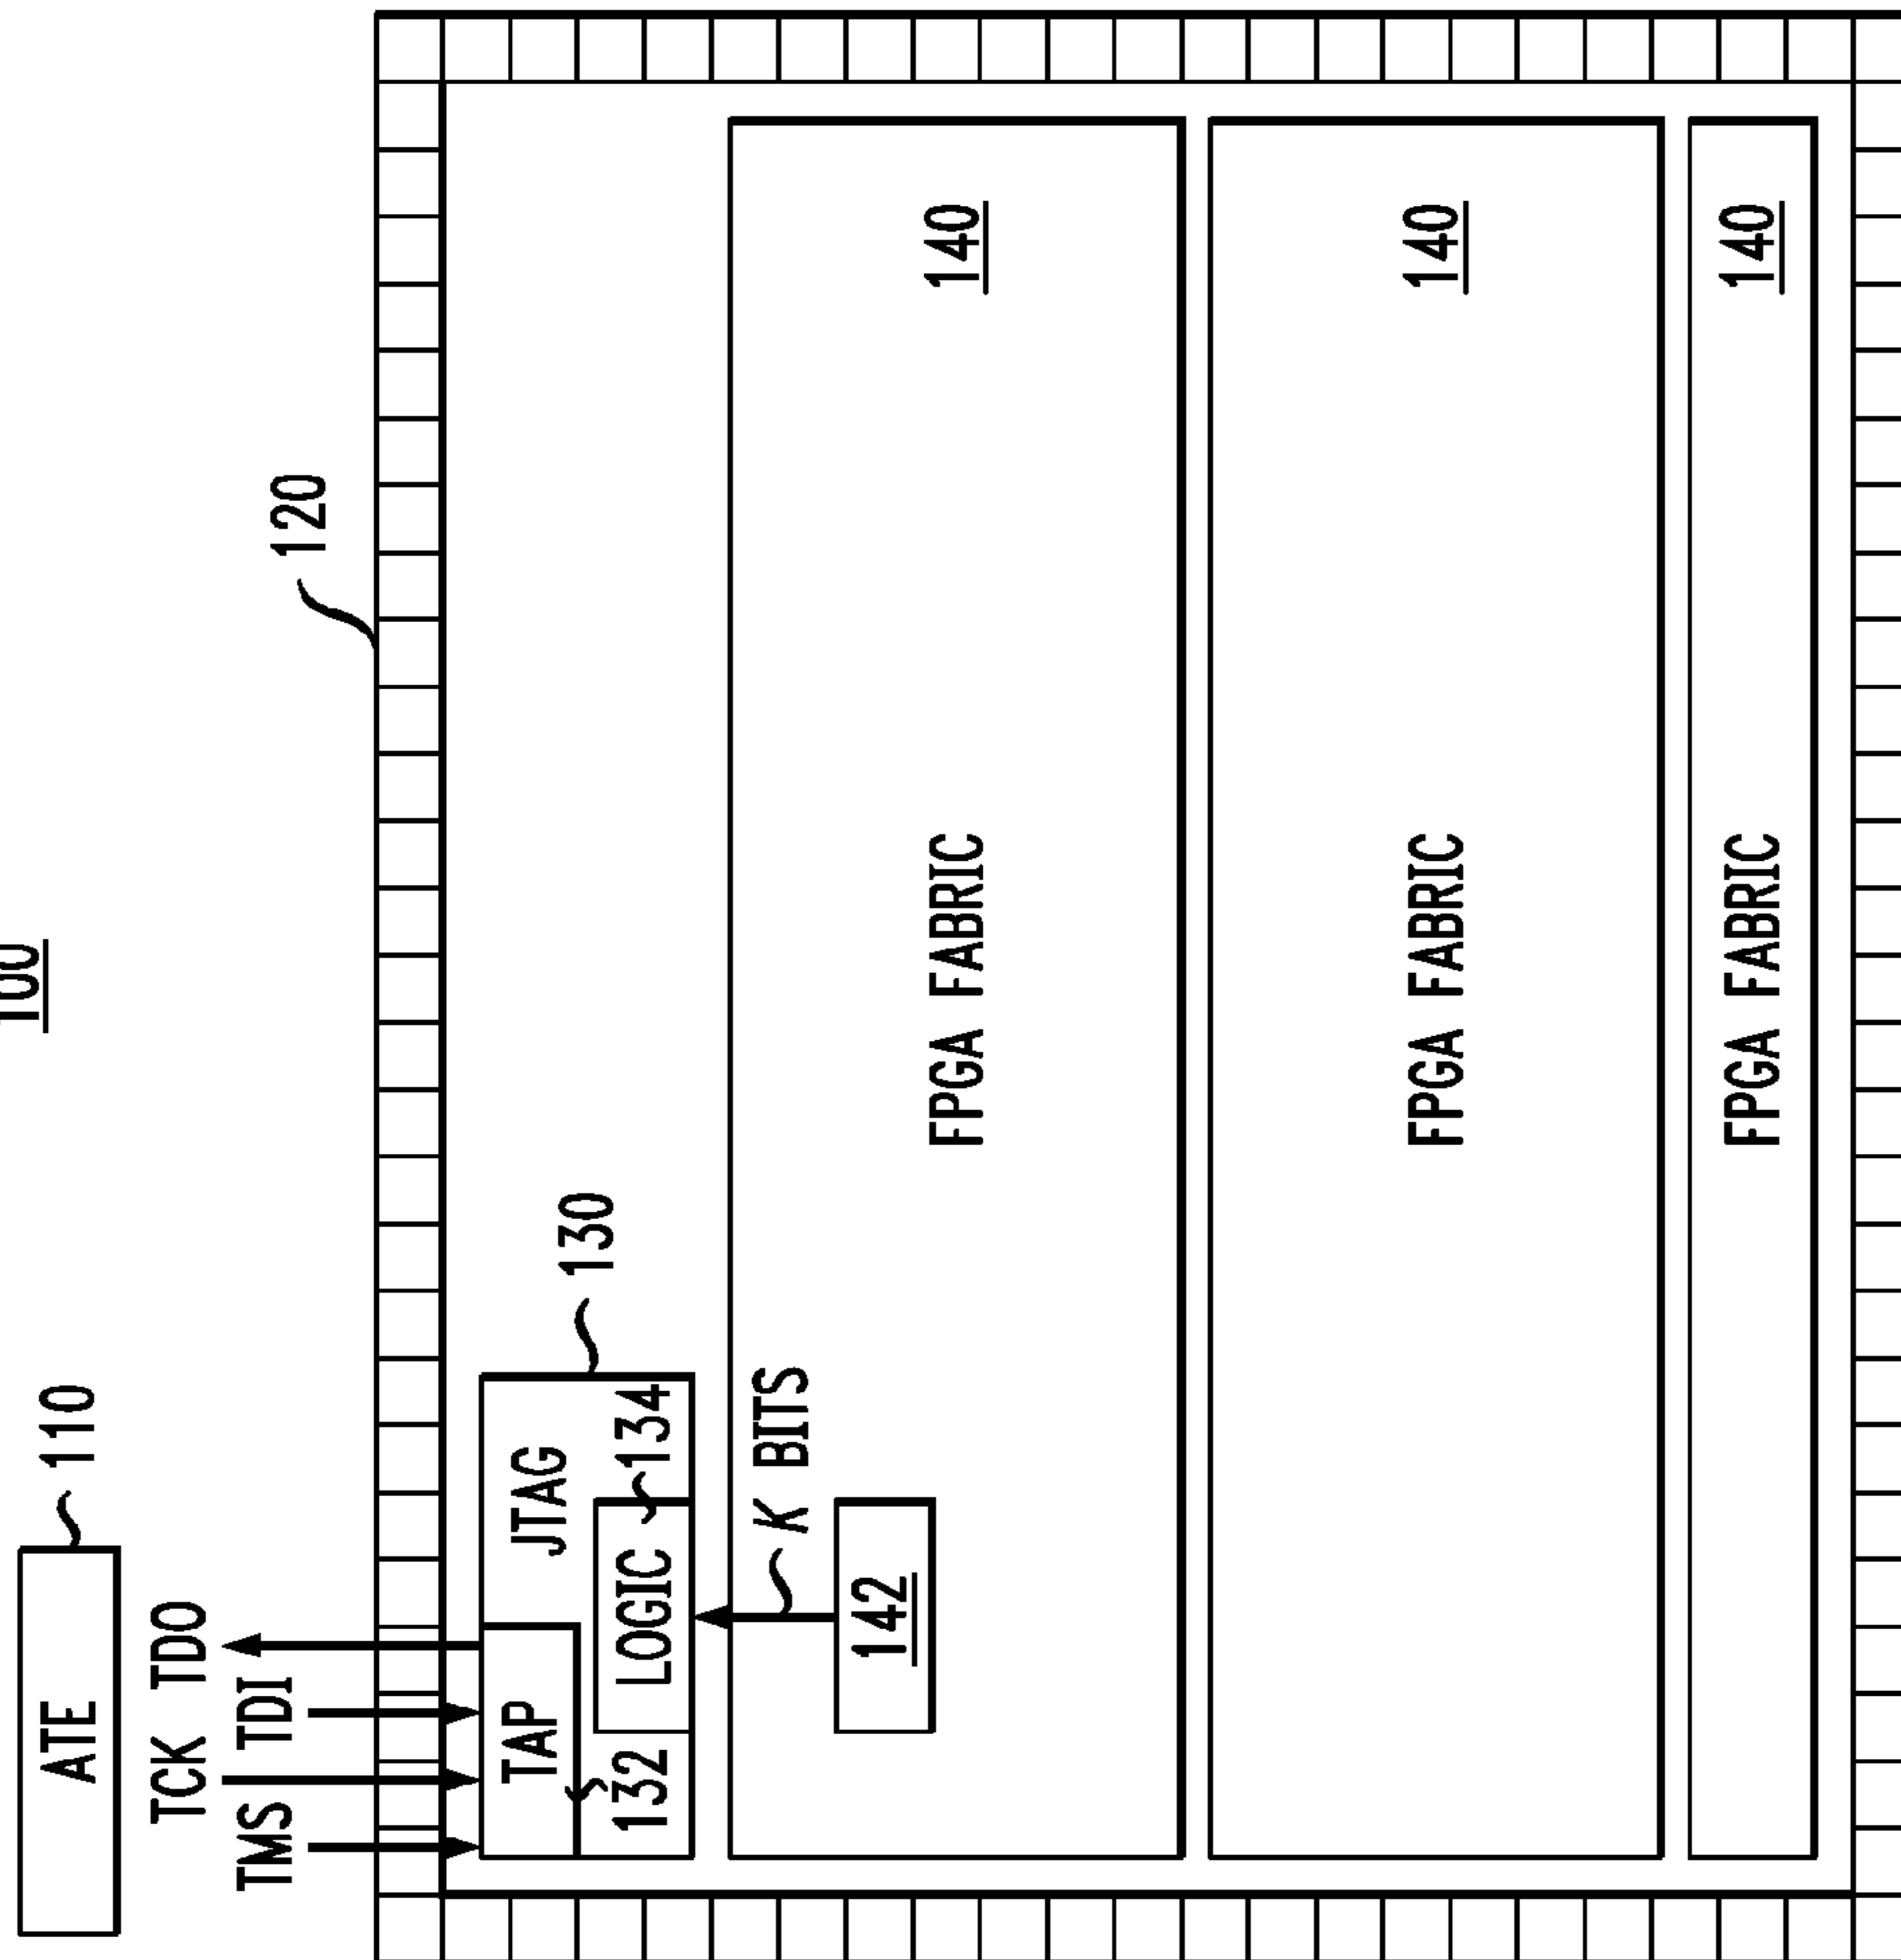 100
ATE
110
TCK TDO
TMS TDI
120
TAP
JTAG
130
132
LOGIC
134
K BITS
142
FPGA FABRIC
140
FPGA FABRIC
140
FPGA FABRIC
140